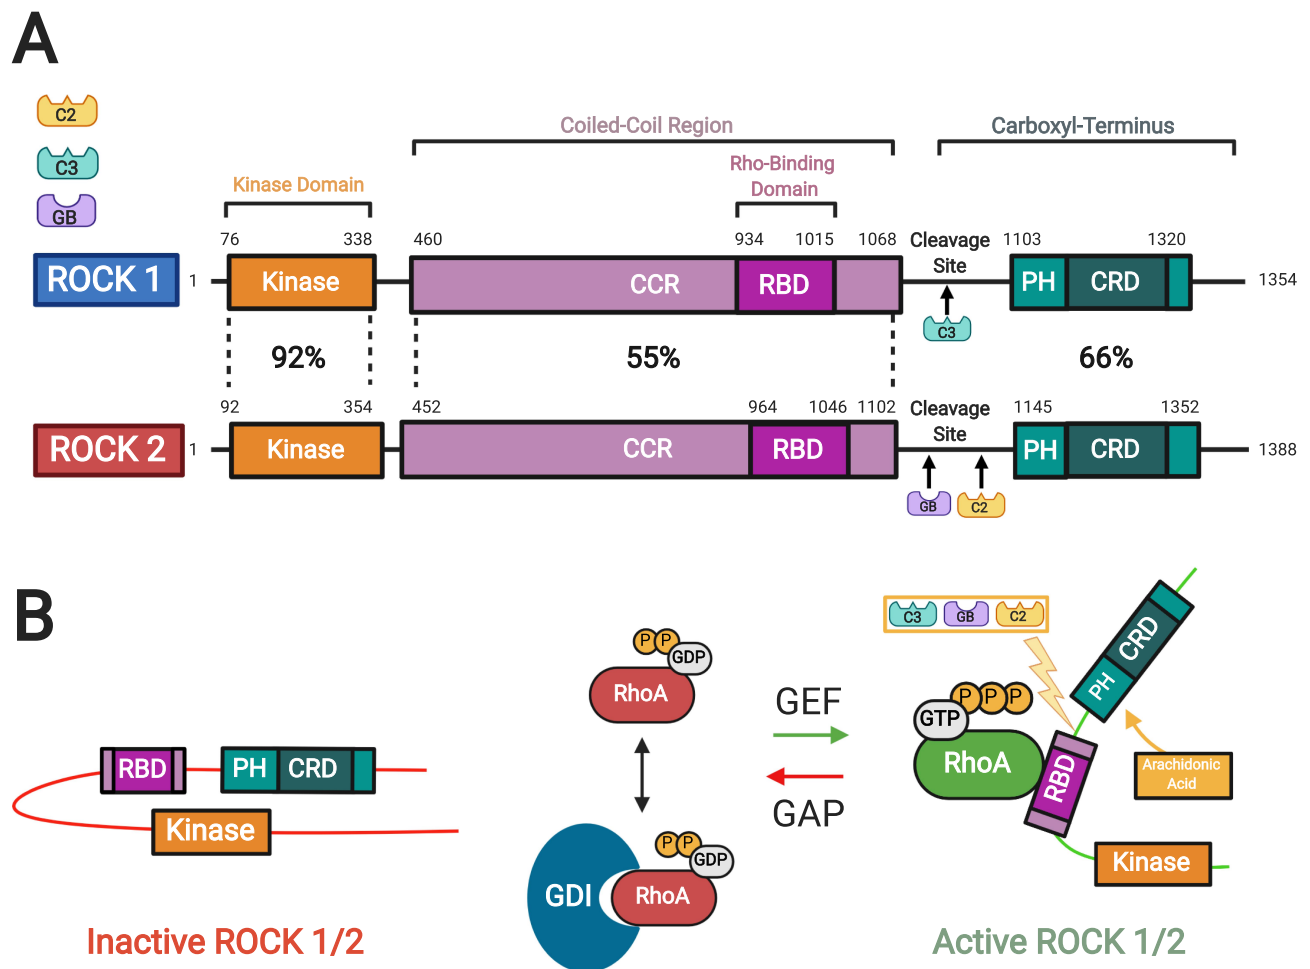 A
C2
C3
GB
Coiled-Coil Region
Carboxyl-Terminus
Rho-Binding
Domain
Kinase Domain
76 338 460 934 1015 1068 Cleavage Site 1103 1320
ROCK 1 1 Kinase CCR RBD PH CRD 1354
C3
92% 55% 66%
92 354 452 964 1046 1102 Cleavage Site 1145 1352
ROCK 2 1 Kinase CCR RBD PH CRD 1388
GB C2
B
RBD PH CRD
Kinase
Inactive ROCK 1/2
P P
GDP
RhoA
P P
GDP
GDI RhoA
GEF
GAP
C3 GB C2
CRD
PH
P P P
GTP
RhoA
RBD
Arachidonic
Acid
Kinase
Active ROCK 1/2